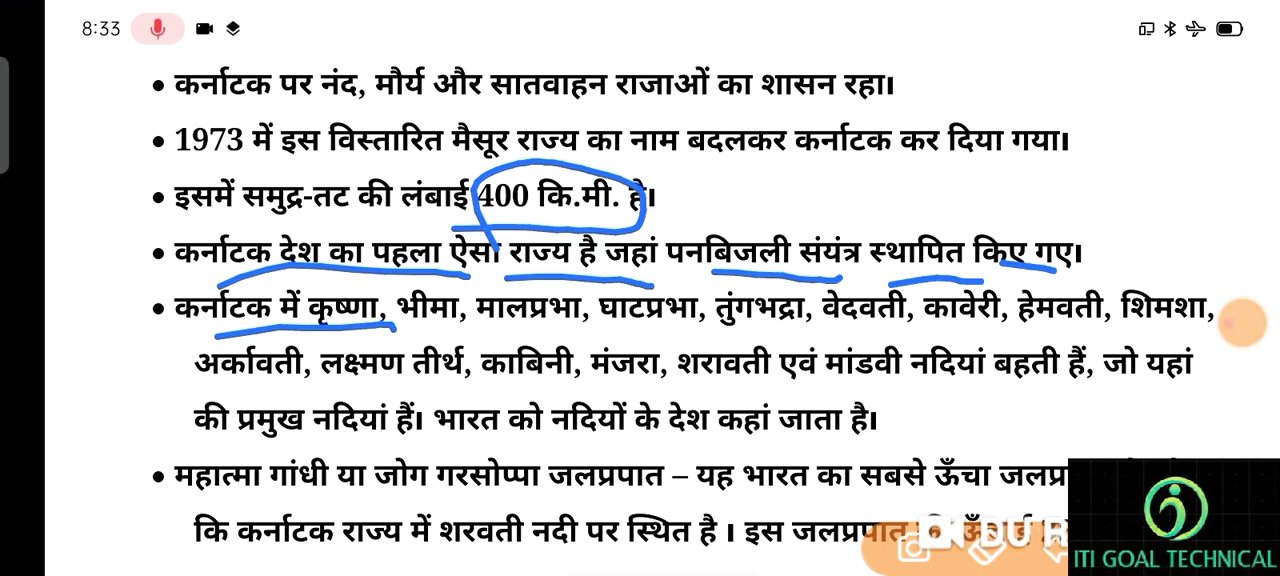 8:33
• कर्नाटक पर नंद, मौर्य और सातवाहन राजाओं का शासन रहा।
• 1973 में इस विस्तारित मैसूर राज्य का नाम बदलकर कर्नाटक कर दिया गया।
• इसमें समुद्र-तट की लंबाई 400 कि.मी. है।
• कर्नाटक देश का पहला ऐसा राज्य है जहां पनबिजली संयंत्र स्थापित किए गए।
• कर्नाटक में कृष्णा, भीमा, मालप्रभा, घाटप्रभा, तुंगभद्रा, वेदवती, कावेरी, हेमवती, शिमशा,
अर्कावती, लक्ष्मण तीर्थ, काबिनी, मंजरा, शरावती एवं मांडवी नदियां बहती हैं, जो यहां
की प्रमुख नदियां हैं। भारत को नदियों के देश कहां जाता है।
• महात्मा गांधी या जोग गरसोप्पा जलप्रपात – यह भारत का सबसे ऊँचा
कि कर्नाटक राज्य में शरवती नदी पर स्थित है । इस जलप्रपात
DU R
ITI GOAL TECHNICAL